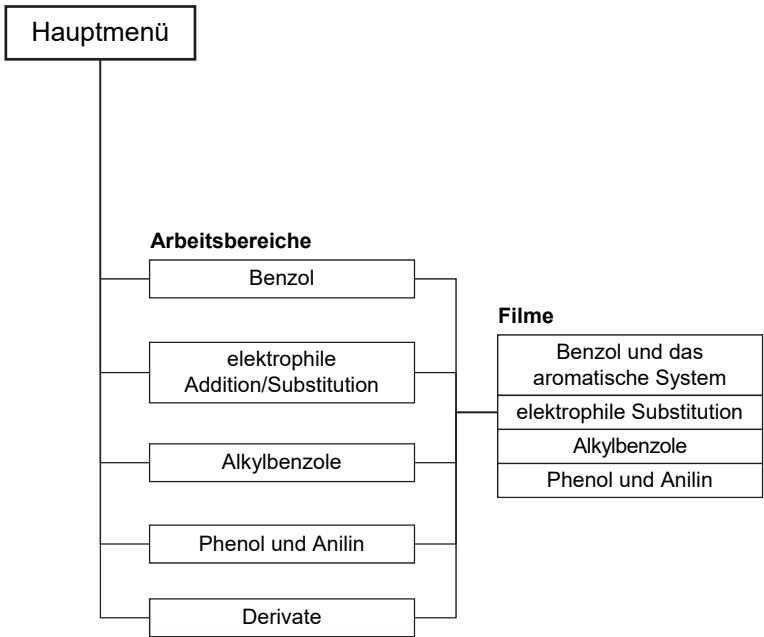 Hauptmenü
Arbeitsbereiche
Benzol
elektrophile
Addition/Substitution
Alkylbenzole
Phenol und Anilin
Derivate
Filme
Benzol und das
aromatische System
elektrophile Substitution
Alkylbenzole
Phenol und Anilin